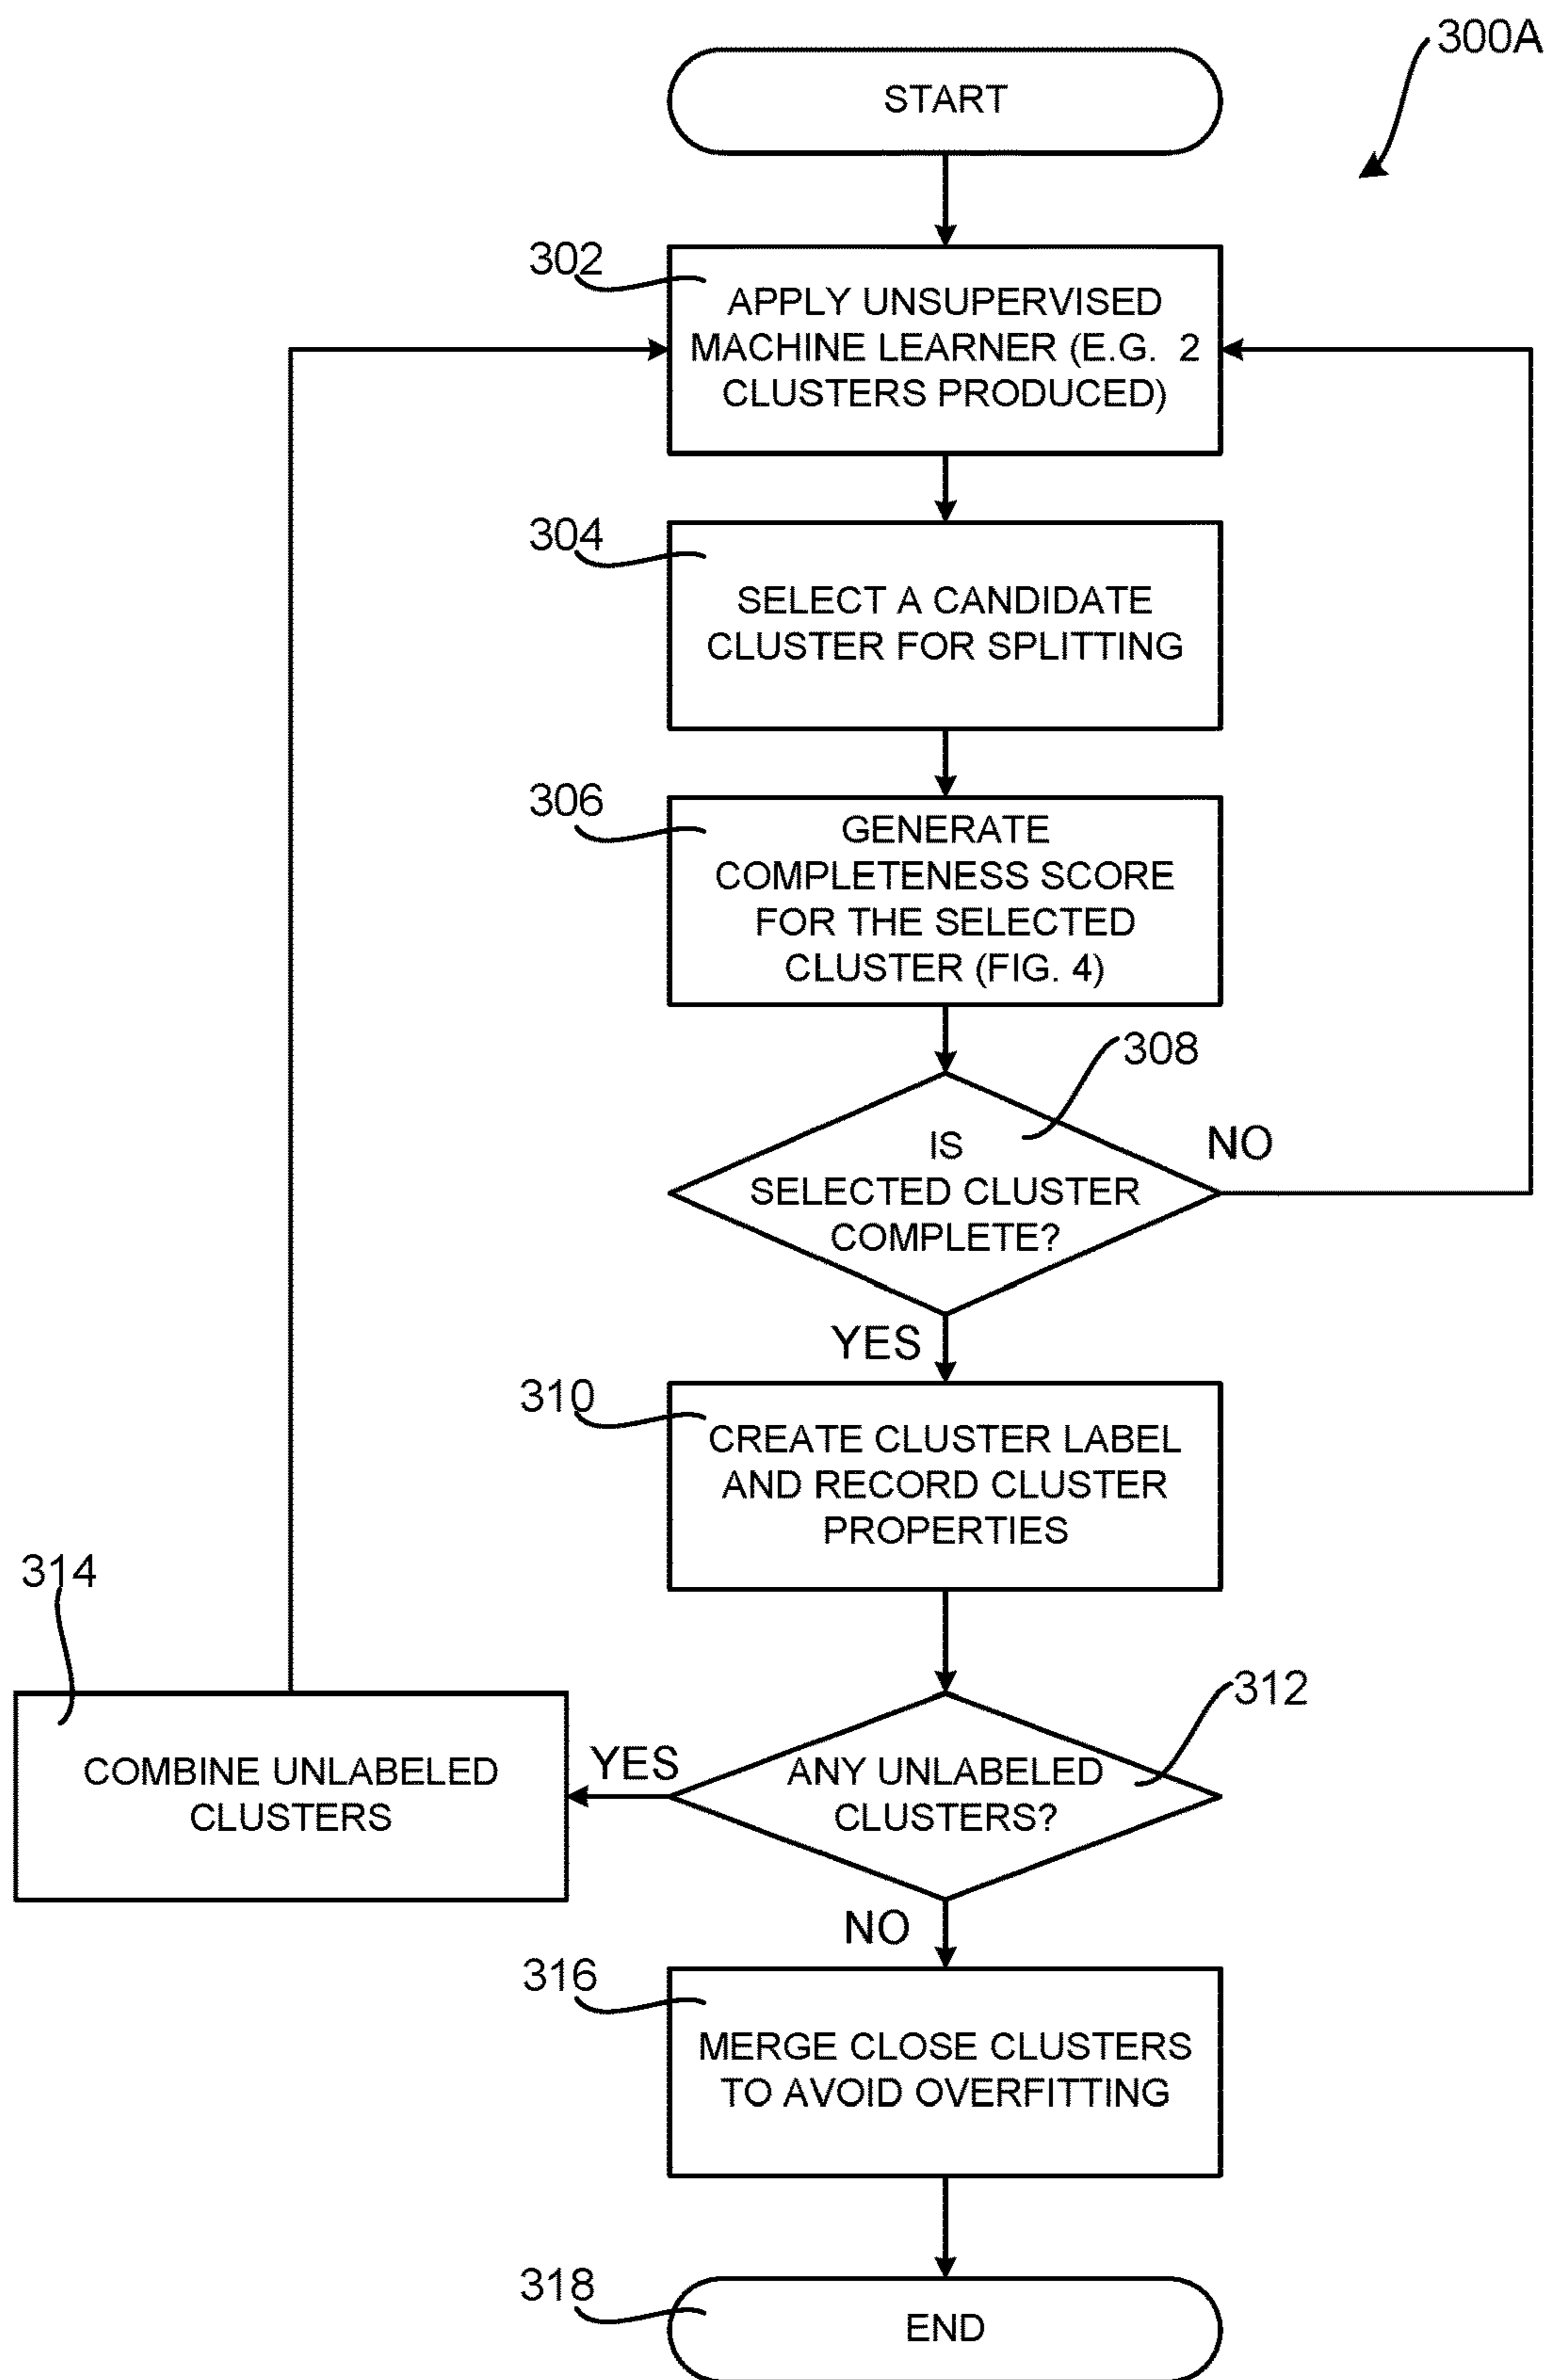 300A
START
302
APPLY UNSUPERVISED
MACHINE LEARNER (E.G. 2
CLUSTERS PRODUCED)
304
SELECT A CANDIDATE
CLUSTER FOR SPLITTING
306
GENERATE
COMPLETENESS SCORE
FOR THE SELECTED
CLUSTER (FIG. 4)
308
IS
SELECTED CLUSTER
COMPLETE?
NO
YES
310
CREATE CLUSTER LABEL
AND RECORD CLUSTER
PROPERTIES
314
COMBINE UNLABELED
CLUSTERS
YES
312
ANY UNLABELED
CLUSTERS?
NO
316
MERGE CLOSE CLUSTERS
TO AVOID OVERFITTING
318
END